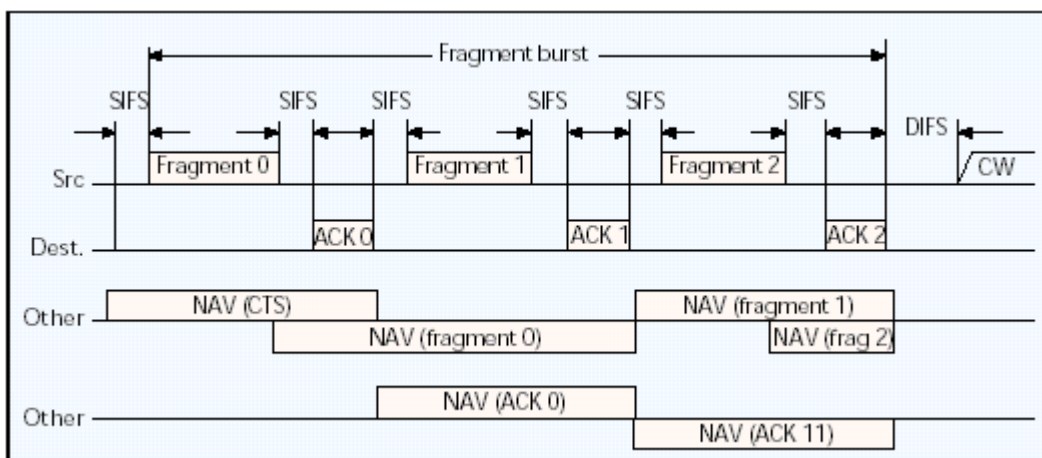 Fragment burst
SIFS SIFS SIFS SIFS SIFS SIFS
DIFS
Src Fragment 0 Fragment 1 Fragment 2 CW
Dest. ACK 0 ACK 1 ACK 2
Other NAV (CTS) NAV (fragment 1)
NAV (fragment 0) NAV (frag 2)
Other NAV (ACK 0)
NAV (ACK 11)